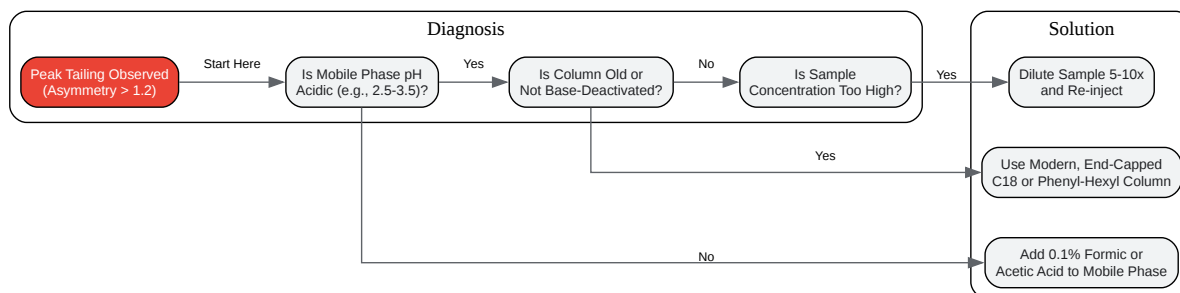 Diagnosis
Solution
Peak Tailing Observed
(Asymmetry > 1.2)
Start Here
Is Mobile Phase pH
Acidic (e.g., 2.5-3.5)?
Yes
Is Column Old or
Not Base-Deactivated?
No
Is Sample
Concentration Too High?
Yes
Dilute Sample 5-10x
and Re-inject
Yes
Use Modern, End-Capped
C18 or Phenyl-Hexyl Column
No
Add 0.1% Formic or
Acetic Acid to Mobile Phase